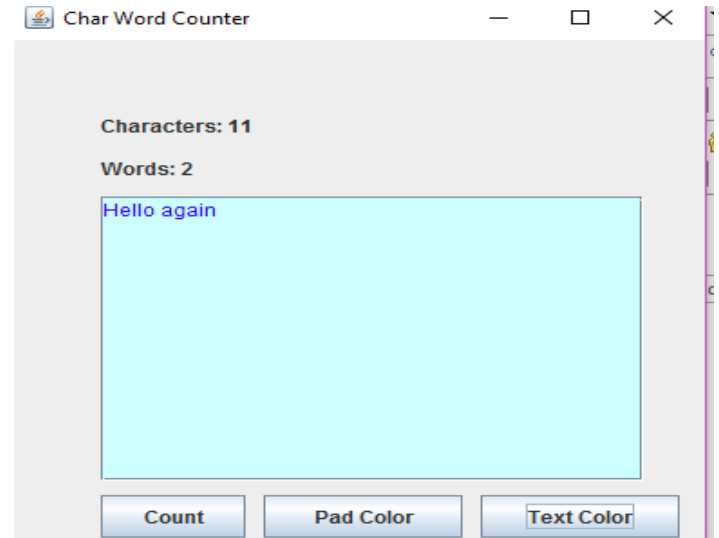 Char Word Counter
Characters: 11
Words: 2
Hello again
Count Pad Color Text Color